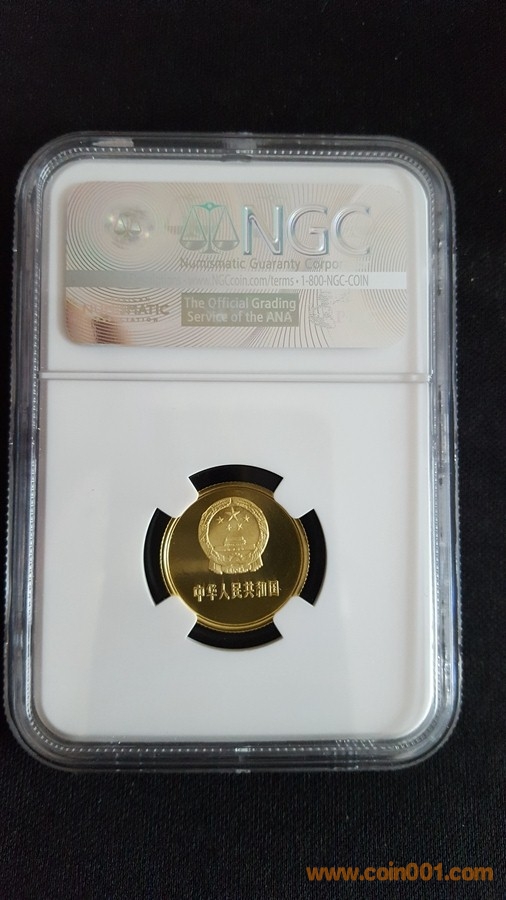 NGC
Numismatic Guaranty Corpor
NGCcoin.com/terms • 1-800-NGC-COIN
The Official Grading
Service of the ANA
中华人民共和国
www.coin001.com